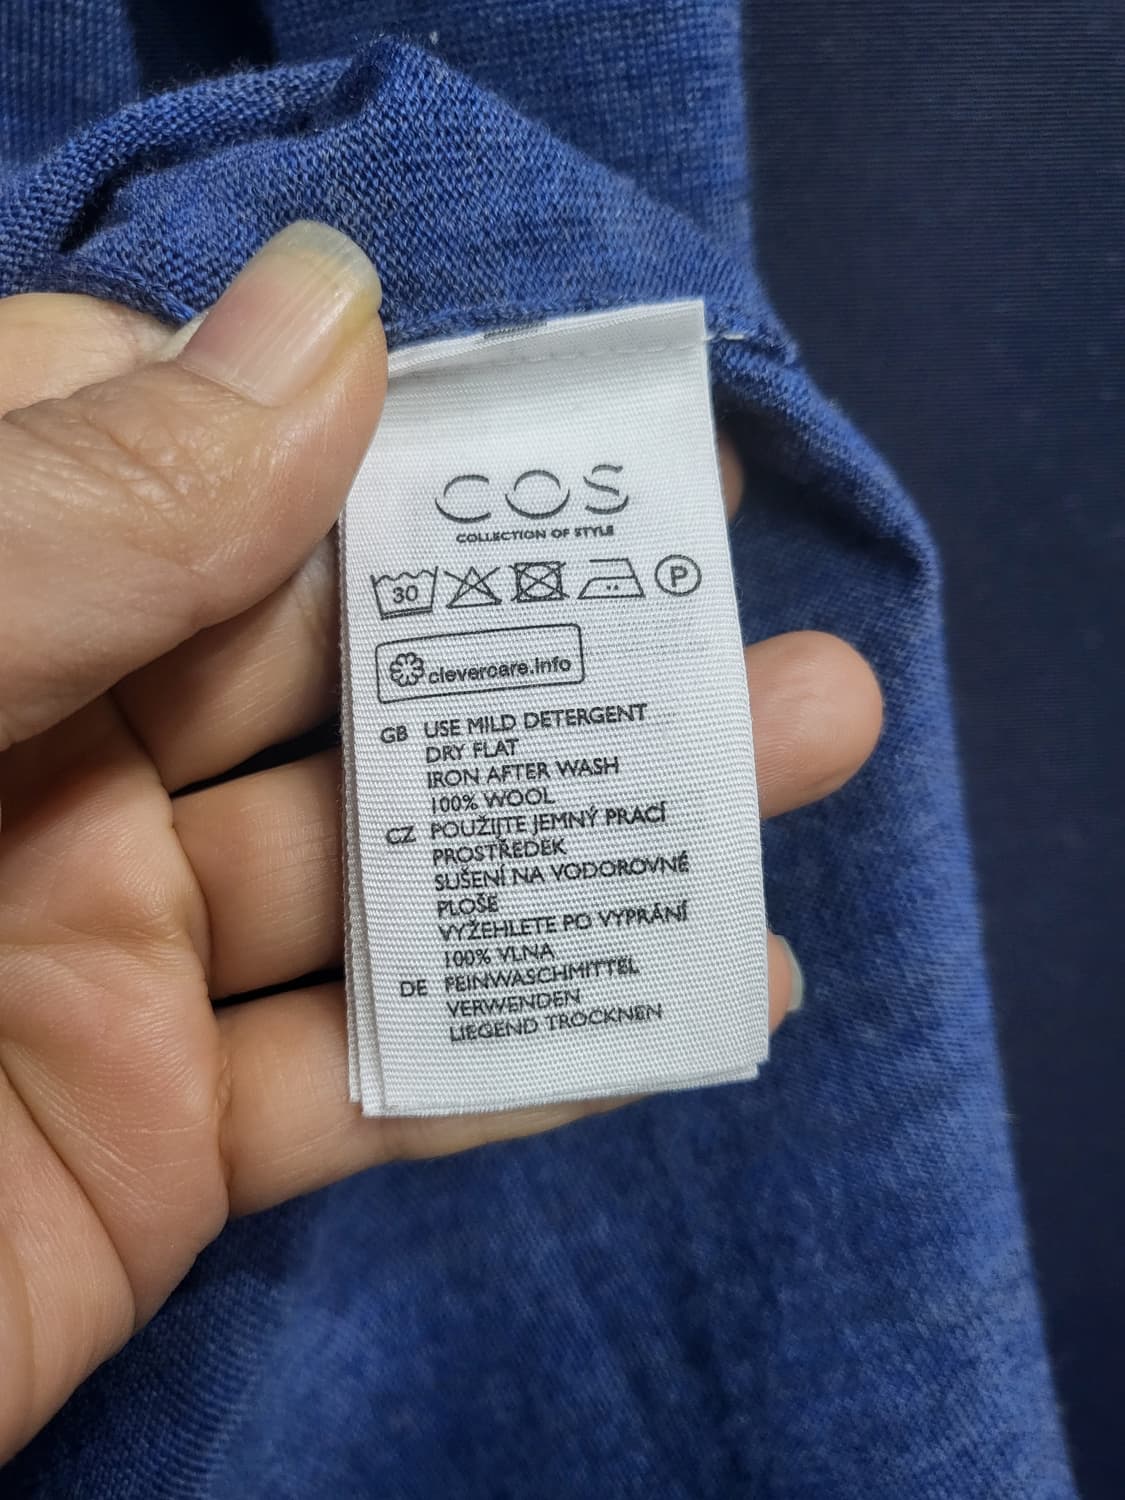 COS
COLLECTION OF STYLE
30 P
clevercare.info
GB USE MILD DETERGENT
DRY FLAT
IRON AFTER WASH
100% WOOL
CZ POUŽIJTE JEMNÝ PRACÍ
PROSTŘEDEK
SUŠENÍ NA VODOROVNÉ
PLOŠE
VYŽEHLETE PO VYPRÁNÍ
100% VLNA
DE FEINWASCHMITTEL
VERWENDEN
LIEGEND TROCKNEN